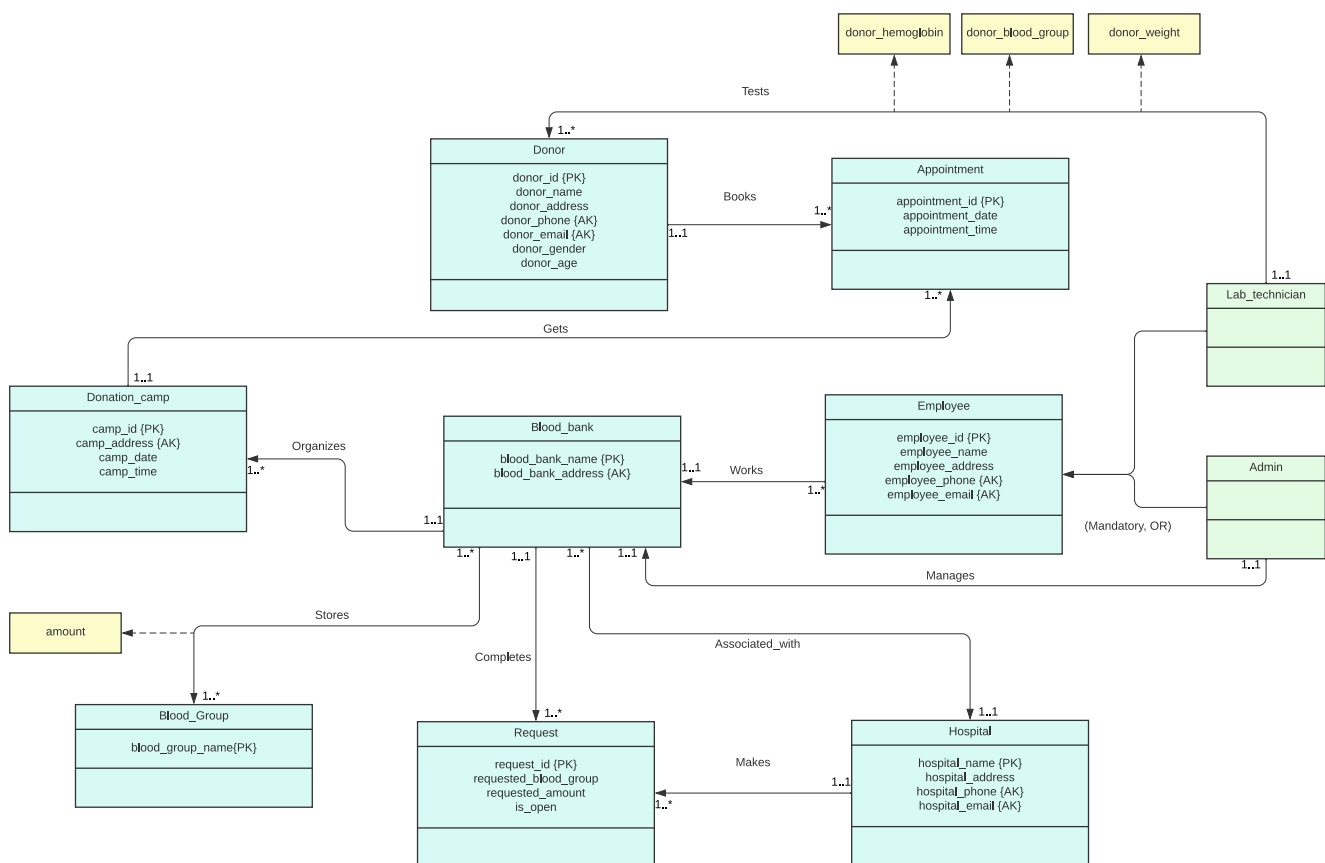 donor_hemoglobin
donor_blood_group
donor_weight
Tests
1..*
Donor
donor_id {PK}
donor_name
donor_address
donor_phone {AK}
donor_email {AK}
donor_gender
donor_age
Books
1..1
1..*
Appointment
appointment_id {PK}
appointment_date
appointment_time
1..*
1..1
Lab_technician
Gets
1..1
Donation_camp
camp_id {PK}
camp_address {AK}
camp_date
camp_time
Organizes
1..*
1..1
Blood_bank
blood_bank_name {PK}
blood_bank_address {AK}
1..1
Works
1..*
Employee
employee_id {PK}
employee_name
employee_address
employee_phone {AK}
employee_email {AK}
Admin
(Mandatory, OR)
1..*
1..1
1..*
1..1
1..1
Manages
amount
Stores
Completes
Associated_with
1..*
Blood_Group
blood_group_name{PK}
1..*
Request
request_id {PK}
requested_blood_group
requested_amount
is_open
Makes
1..*
1..1
1..1
Hospital
hospital_name {PK}
hospital_address
hospital_phone {AK}
hospital_email {AK}